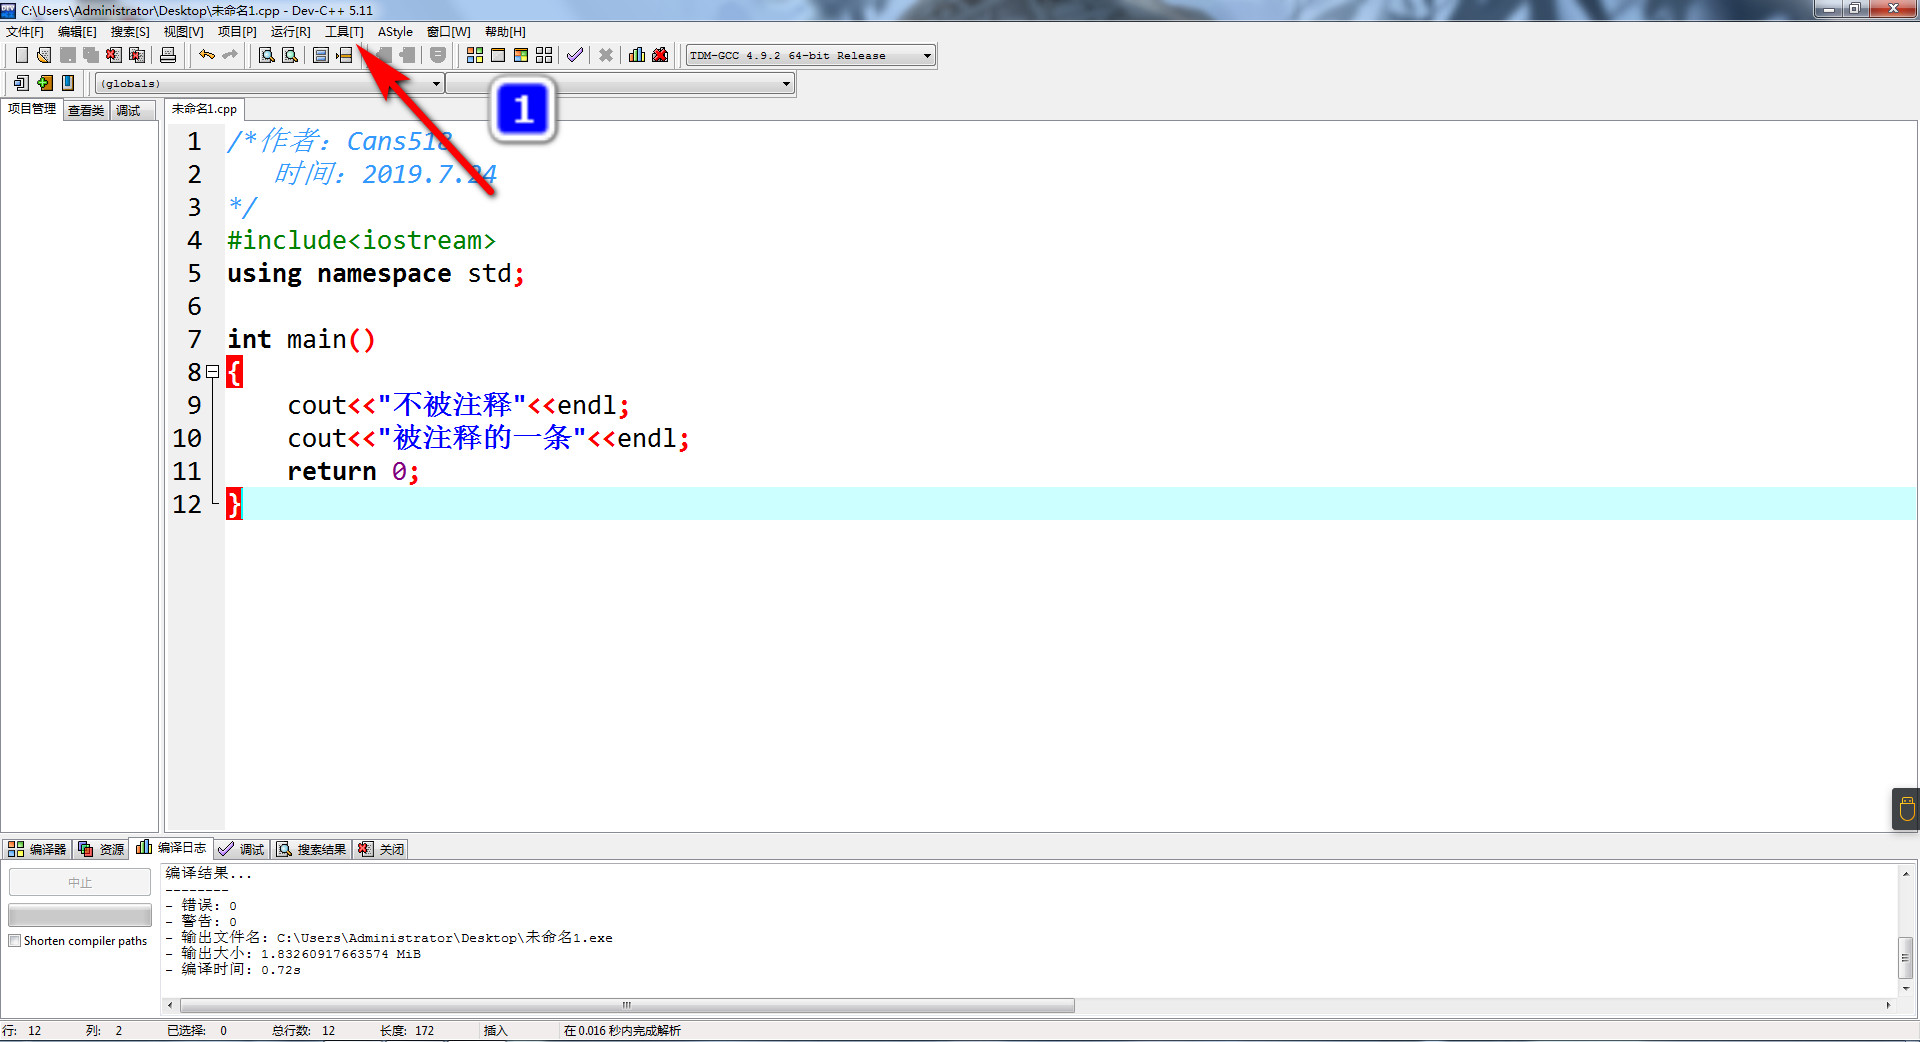 C:\Users\Administrator\Desktop\未命名1.cpp - Dev-C++ 5.11
文件[F] 编辑[E] 搜索[S] 视图[V] 项目[P] 运行[R] 工具[T] AStyle 窗口[W] 帮助[H]
TDM-GCC 4.9.2 64-bit Release
(globals)
1
项目管理 查看类 调试 未命名1.cpp
1 /*作者：Cans518
2 时间：2019.7.24
3 */
4 #include<iostream>
5 using namespace std;
6
7 int main()
8 {
9 cout<<"不被注释"<<endl;
10 cout<<"被注释的一条"<<endl;
11 return 0;
12 }
编译器 资源 编译日志 调试 搜索结果 关闭
中止
Shorten compiler paths
编译结果...
--------
- 错误: 0
- 警告: 0
- 输出文件名: C:\Users\Administrator\Desktop\未命名1.exe
- 输出大小: 1.83260917663574 MiB
- 编译时间: 0.72s
行: 12 列: 2 已选择: 0 总行数: 12 长度: 172 插入 在 0.016 秒内完成解析